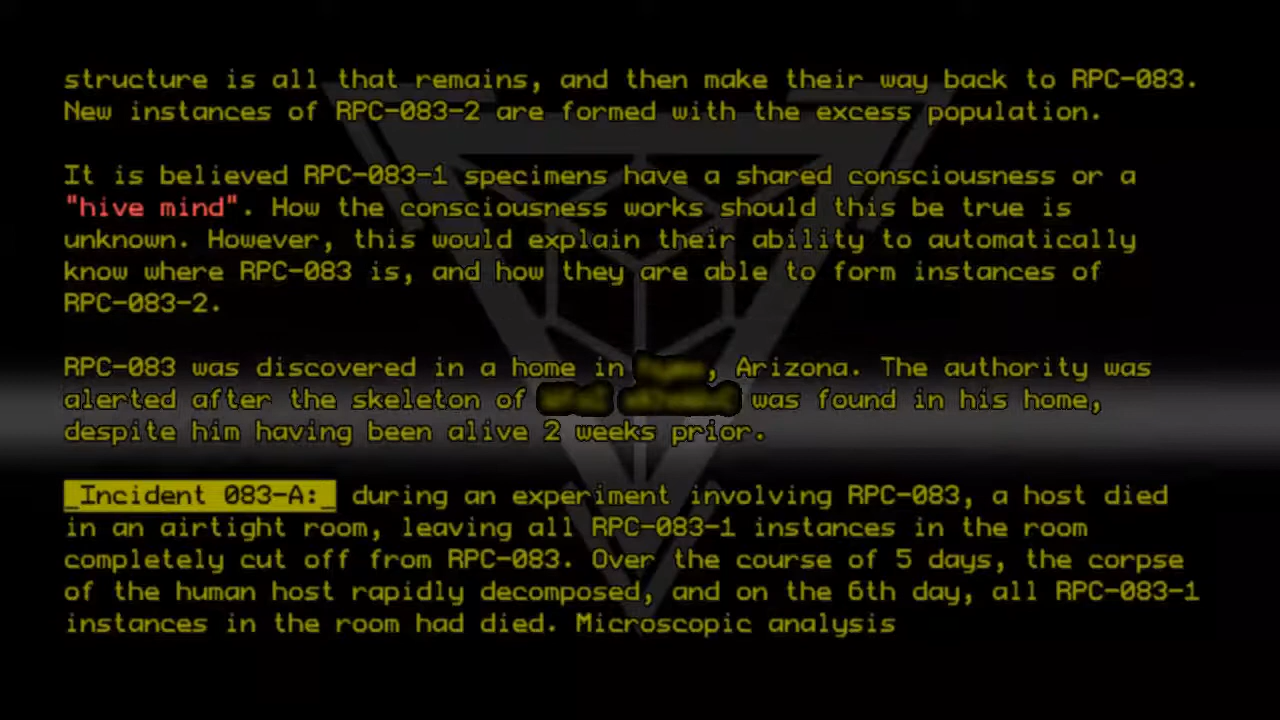 structure is all that remains, and then make their way back to RPC-083.
New instances of RPC-083-2 are formed with the excess population.
It is believed RPC-083-1 specimens have a shared consciousness or a
"hive mind". How the consciousness works should this be true is
unknown. However, this would explain their ability to automatically
know where RPC-083 is, and how they are able to form instances of
RPC-083-2.
RPC-083 was discovered in a home in , Arizona. The authority was
alerted after the skeleton of was found in his home,
despite him having been alive 2 weeks prior.
_Incident 083-A:_ during an experiment involving RPC-083, a host died
in an airtight room, leaving all RPC-083-1 instances in the room
completely cut off from RPC-083. Over the course of 5 days, the corpse
of the human host rapidly decomposed, and on the 6th day, all RPC-083-1
instances in the room had died. Microscopic analysis